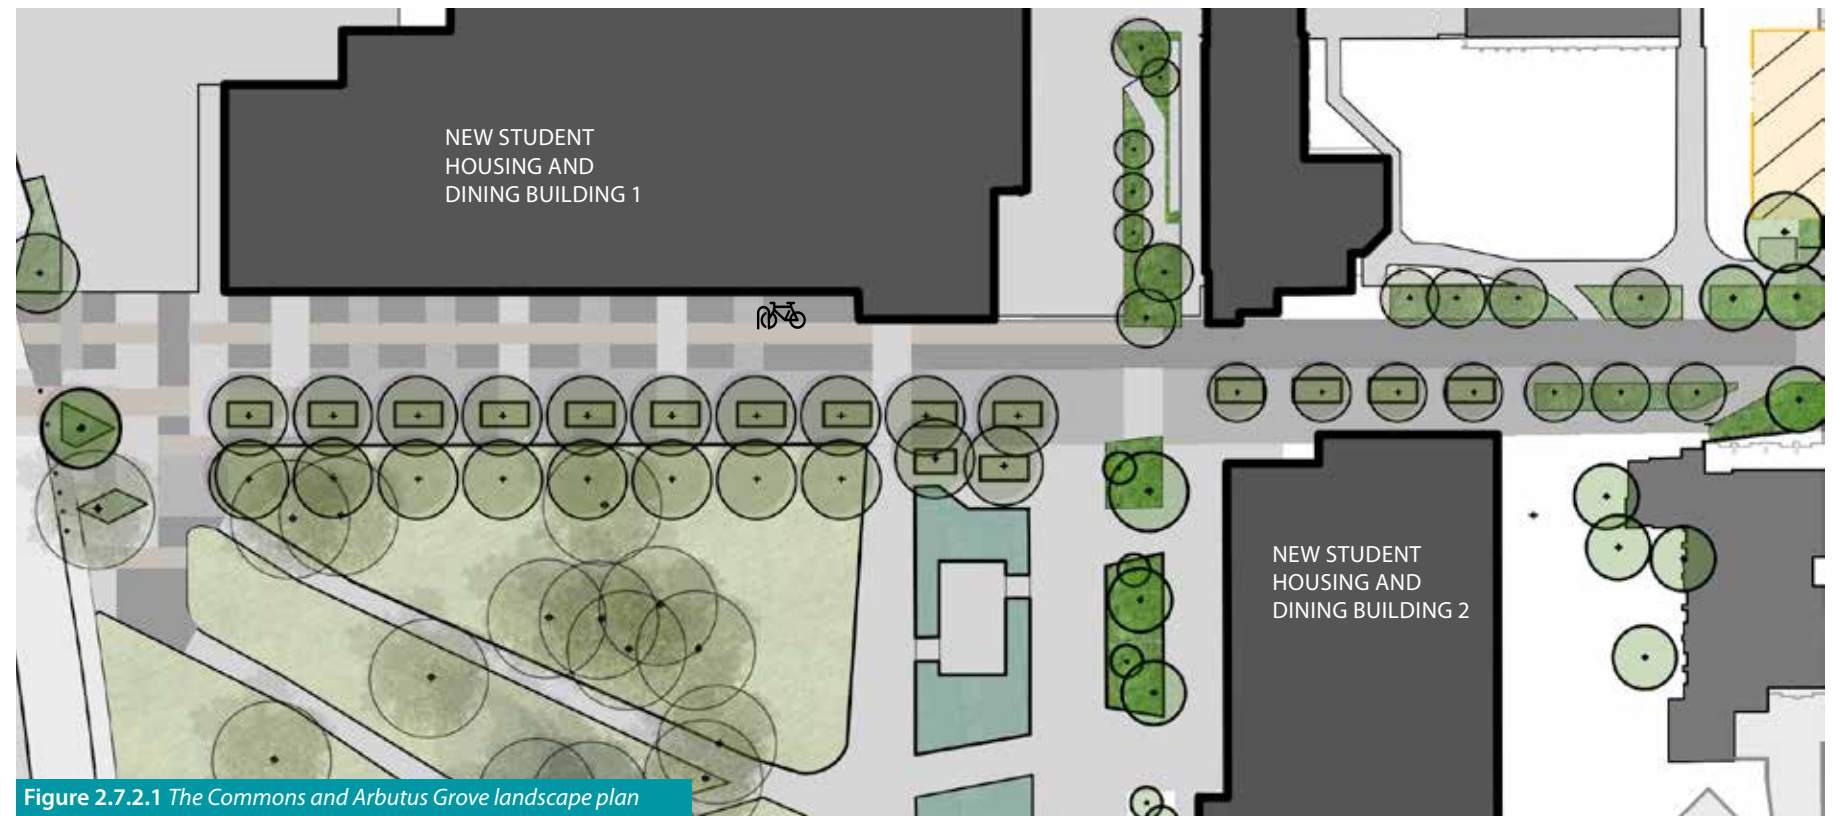 NEW STUDENT
HOUSING AND
DINING BUILDING 1
NEW STUDENT
HOUSING AND
DINING BUILDING 2
Figure 2.7.2.1 The Commons and Arbutus Grove landscape plan